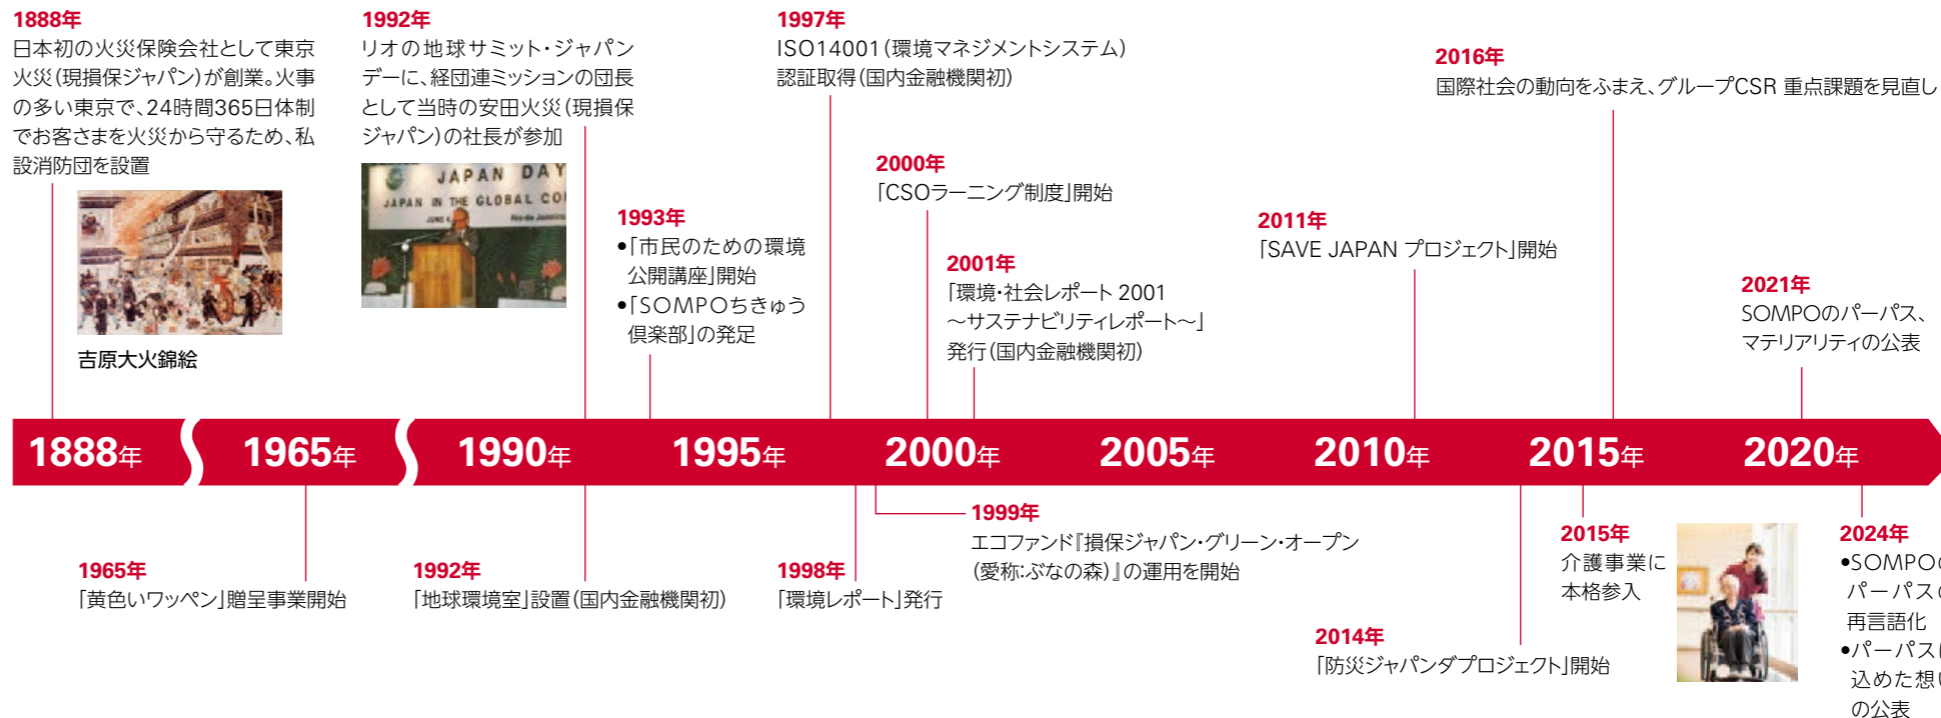 1888年
日本初の火災保険会社として東京
火災(現損保ジャパン)が創業。火事
の多い東京で、24時間365日体制
でお客さまを火災から守るため、私
設消防団を設置
吉原大火錦絵
1992年
リオの地球サミット・ジャパン
デーに、経団連ミッションの団長
として当時の安田火災(現損保
ジャパン)の社長が参加
JAPAN DAY
JAPAN IN THE GLOBAL CO
JUNE
Rio de Janeiro
1993年
•「市民のための環境
公開講座」開始
•「SOMPOちきゅう
倶楽部」の発足
1997年
ISO14001(環境マネジメントシステム)
認証取得(国内金融機関初)
2000年
「CSOラーニング制度」開始
2001年
「環境・社会レポート 2001
～サステナビリティレポート～」
発行(国内金融機関初)
2011年
「SAVE JAPAN プロジェクト」開始
2016年
国際社会の動向をふまえ、グループCSR 重点課題を見直し
2021年
SOMPOのパーパス、
マテリアリティの公表
1888年 1965年 1990年 1995年 2000年 2005年 2010年 2015年 2020年
1965年
「黄色いワッペン」贈呈事業開始
1992年
「地球環境室」設置(国内金融機関初)
1998年
「環境レポート」発行
1999年
エコファンド『損保ジャパン・グリーン・オープン
(愛称:ぶなの森)』の運用を開始
2014年
「防災ジャパンダプロジェクト」開始
2015年
介護事業に
本格参入
2024年
•SOMPOの
パーパスの
再言語化
•パーパスに
込めた想い
の公表